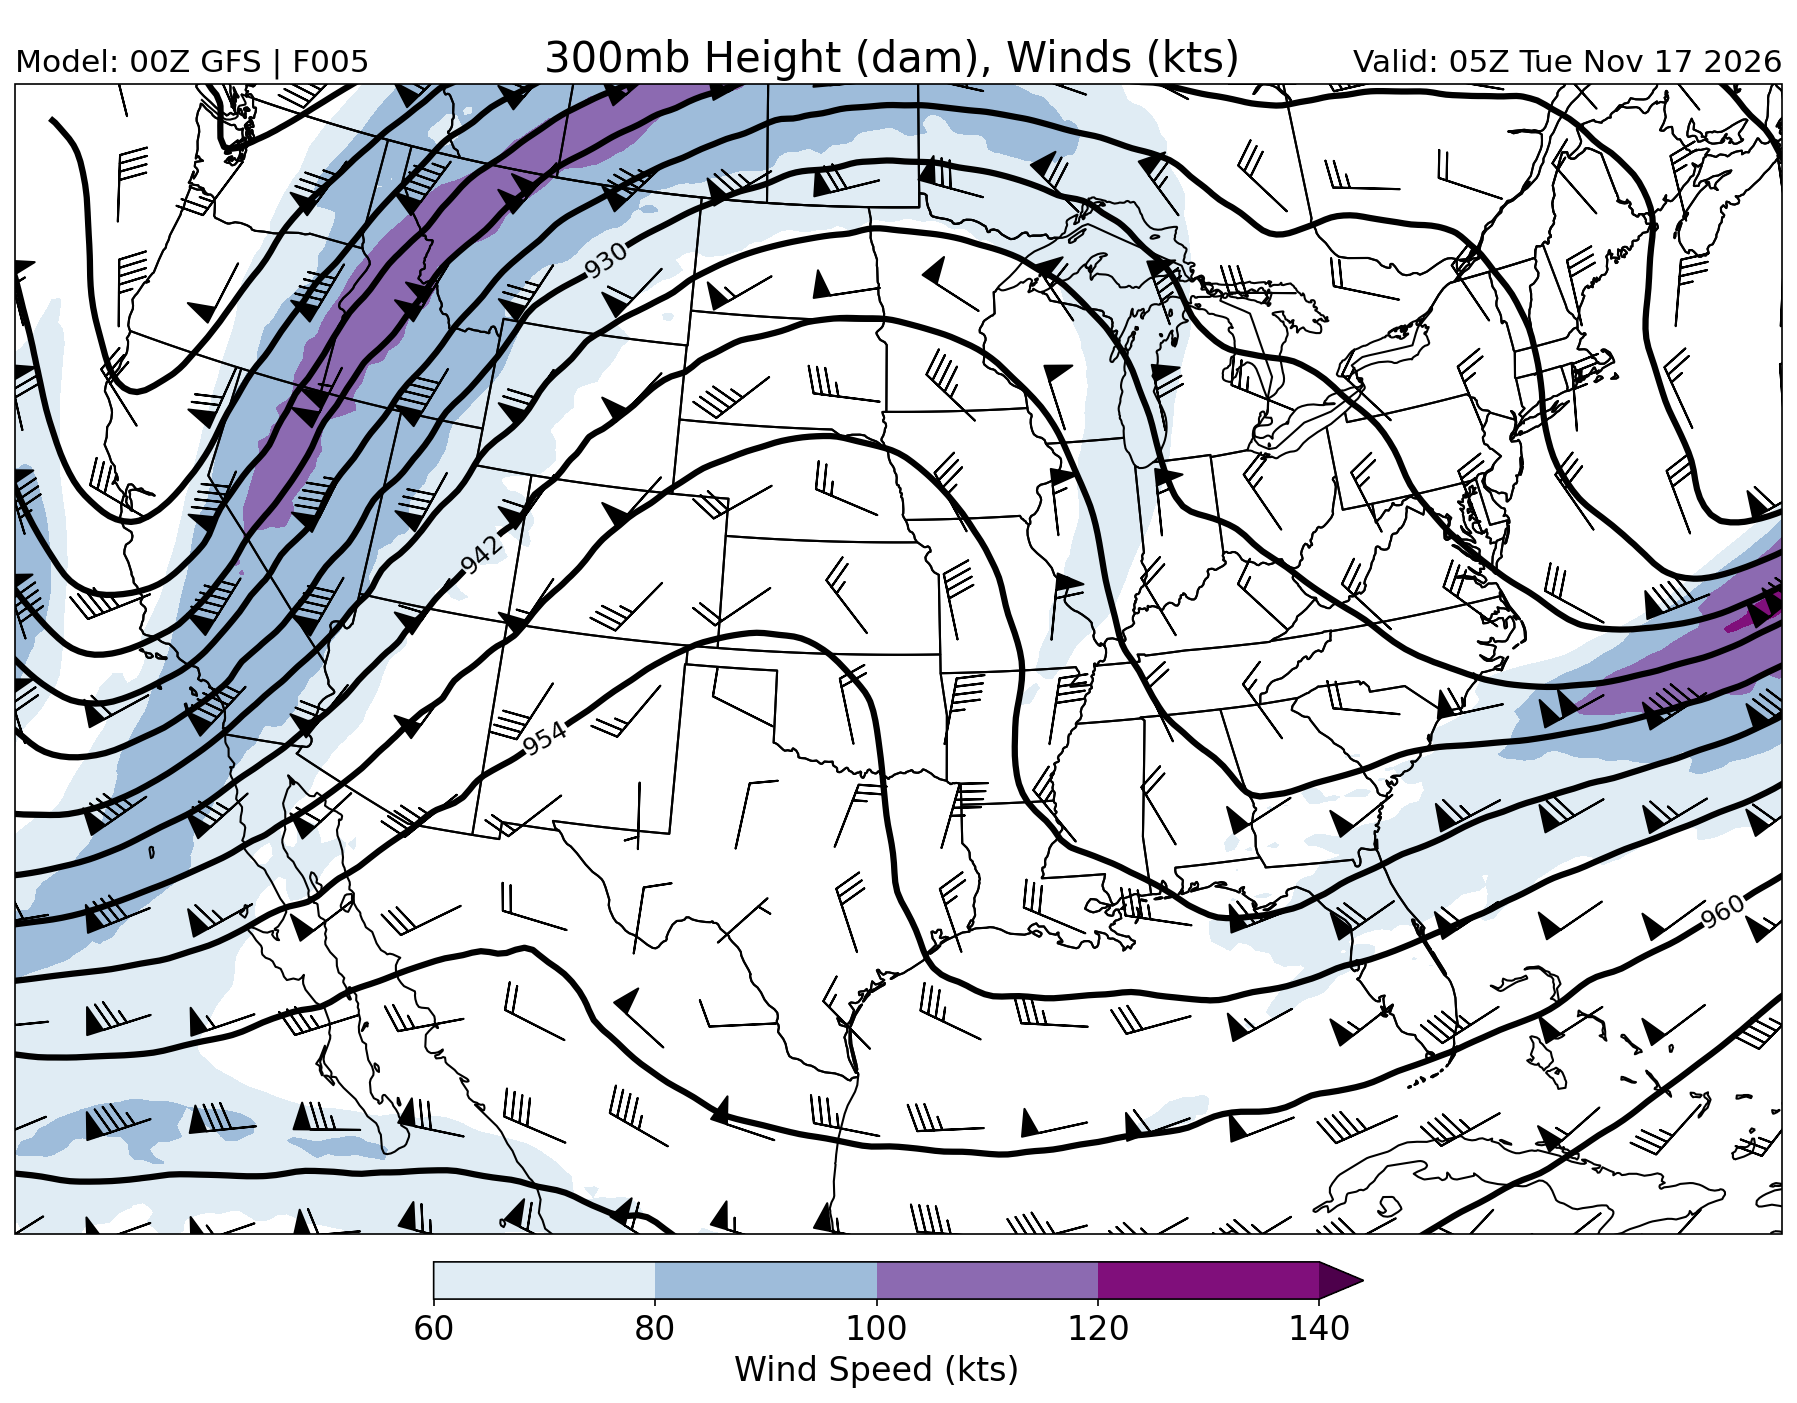 Model: 00Z GFS | F005
300mb Height (dam), Winds (kts)
Valid: 05Z Tue Nov 17 2026
930
942
954
960
60 80 100 120 140
Wind Speed (kts)